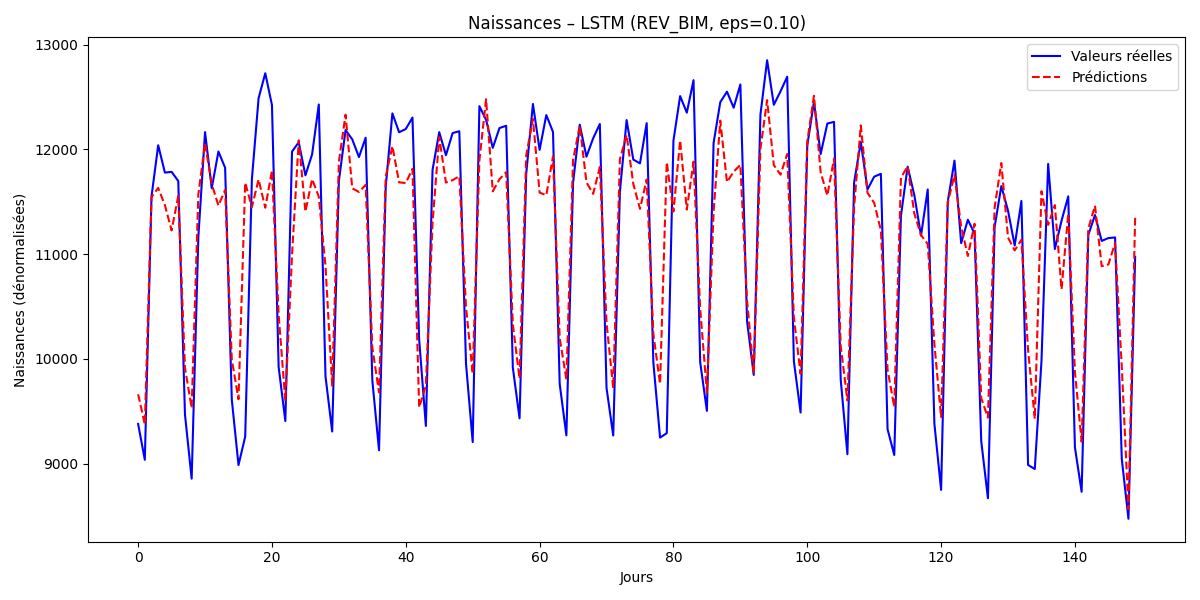 Naissances – LSTM (REV_BIM, eps=0.10)
Valeurs réelles
Prédictions
Naissances (dénormalisées)
13000
12000
11000
10000
9000
0 20 40 60 80 100 120 140
Jours